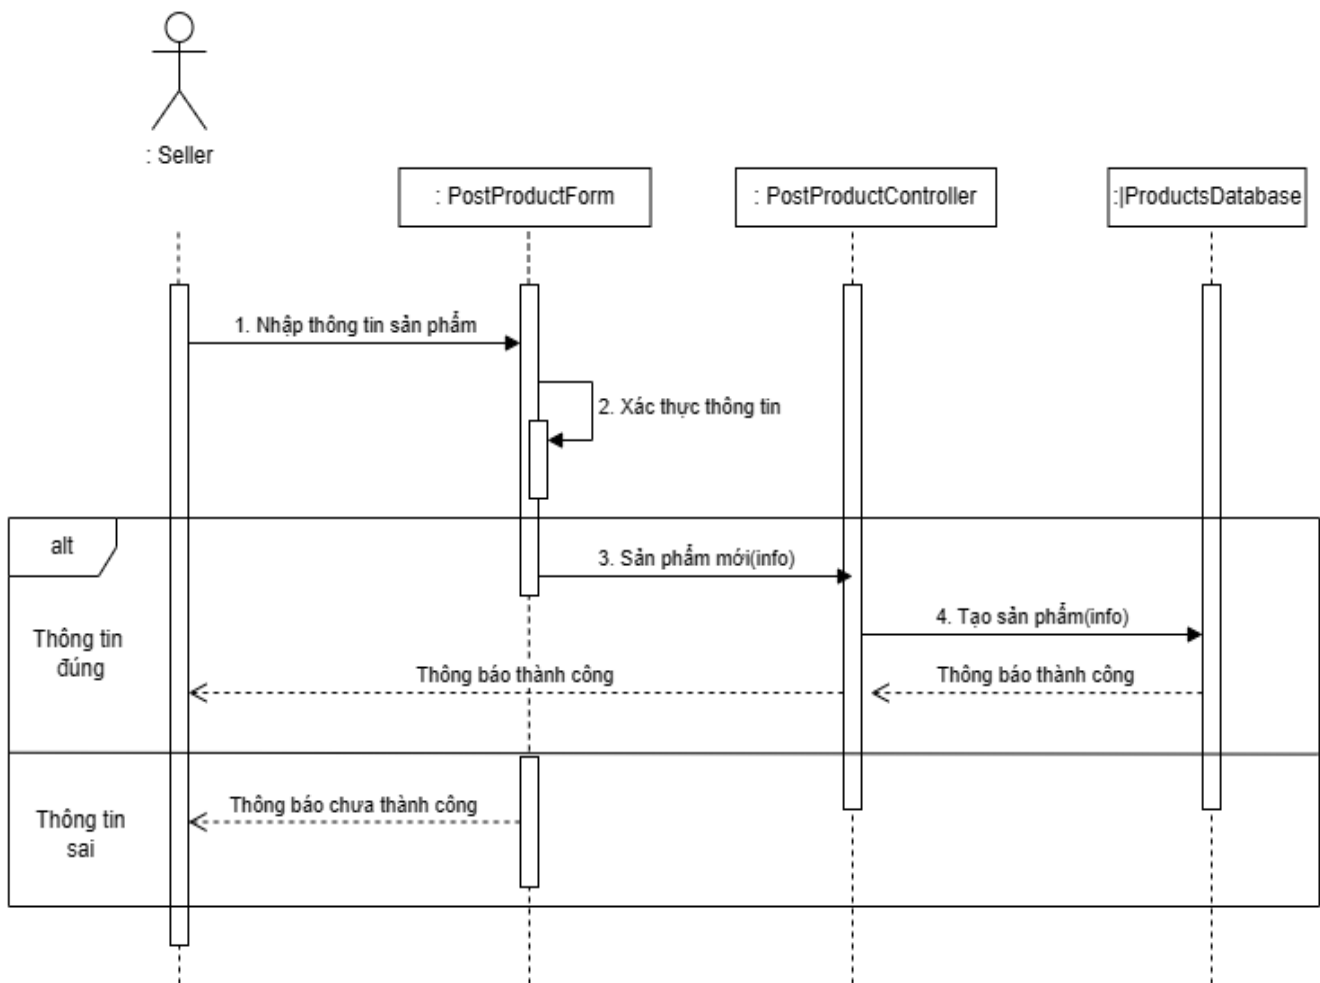 : Seller
: PostProductForm
: PostProductController
:|ProductsDatabase
1. Nhập thông tin sản phẩm
2. Xác thực thông tin
alt
3. Sản phẩm mới(info)
4. Tạo sản phẩm(info)
Thông tin
đúng
Thông báo thành công
Thông báo thành công
Thông báo chưa thành công
Thông tin
sai